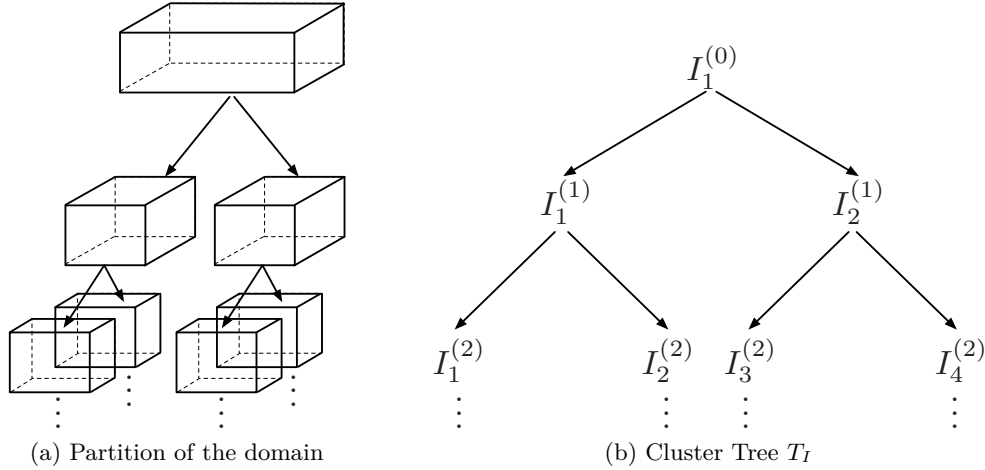 I_1^{(0)}
I_1^{(1)} I_2^{(1)}
I_1^{(2)} I_2^{(2)} I_3^{(2)} I_4^{(2)}
(a) Partition of the domain
(b) Cluster Tree T_I